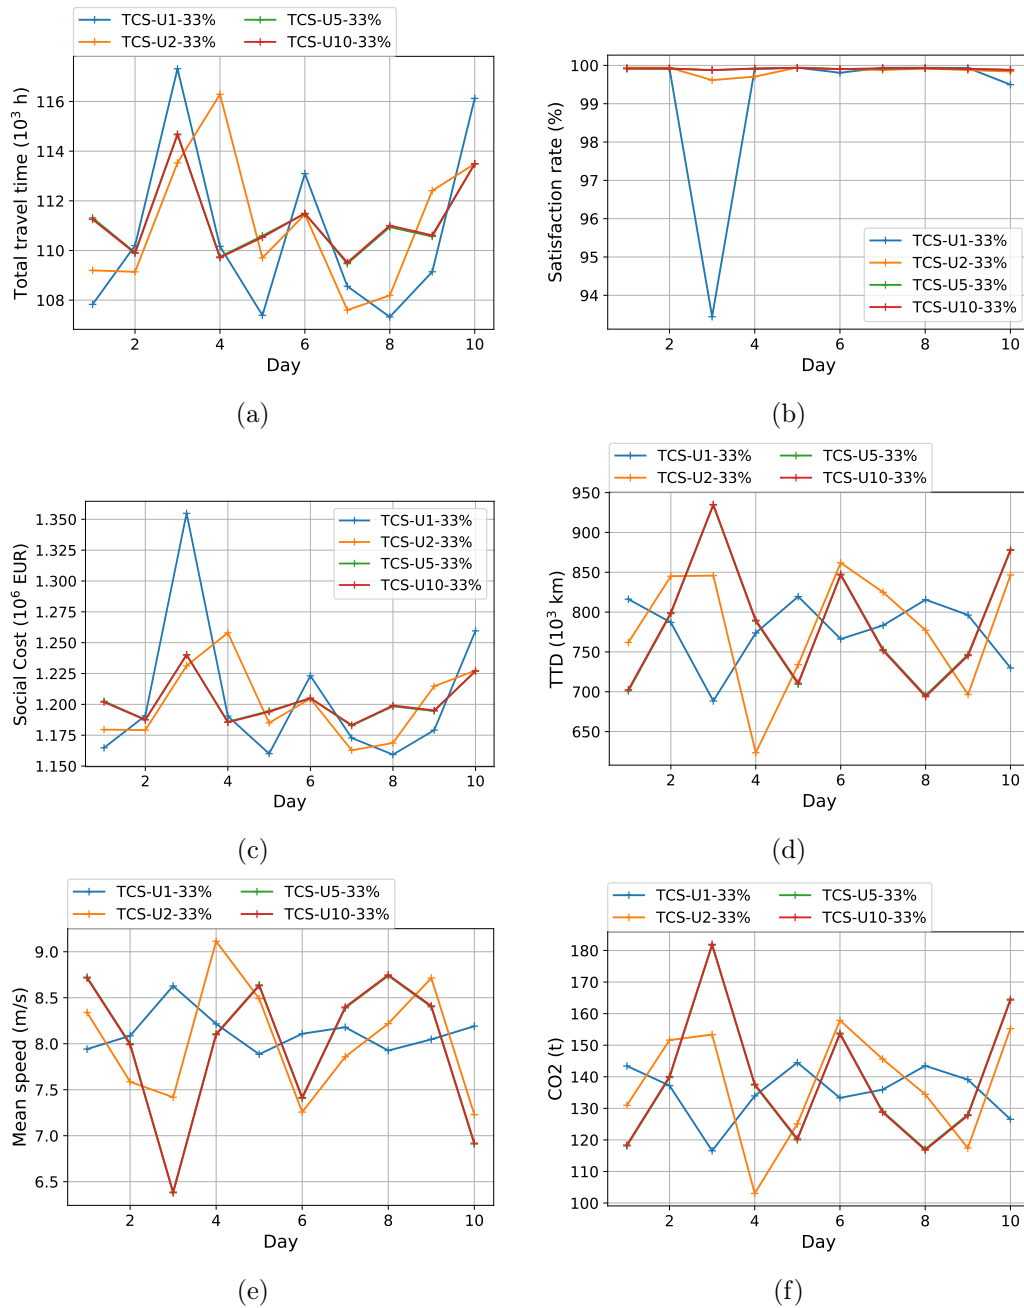 TCS-U1-33% TCS-U5-33%
TCS-U2-33% TCS-U10-33%
Total travel time (10³ h)
116
114
112
110
108
2 4 6 8 10
Day
(a)
Satisfaction rate (%)
100
99
98
97
96
95
94
TCS-U1-33%
TCS-U2-33%
TCS-U5-33%
TCS-U10-33%
2 4 6 8 10
Day
(b)
Social Cost (10⁶ EUR)
1.350
1.325
1.300
1.275
1.250
1.225
1.200
1.175
1.150
TCS-U1-33%
TCS-U2-33%
TCS-U5-33%
TCS-U10-33%
2 4 6 8 10
Day
(c)
TCS-U1-33% TCS-U5-33%
TCS-U2-33% TCS-U10-33%
TTD (10³ km)
950
900
850
800
750
700
650
2 4 6 8 10
Day
(d)
TCS-U1-33% TCS-U5-33%
TCS-U2-33% TCS-U10-33%
Mean speed (m/s)
9.0
8.5
8.0
7.5
7.0
6.5
2 4 6 8 10
Day
(e)
TCS-U1-33% TCS-U5-33%
TCS-U2-33% TCS-U10-33%
CO2 (t)
180
170
160
150
140
130
120
110
100
2 4 6 8 10
Day
(f)